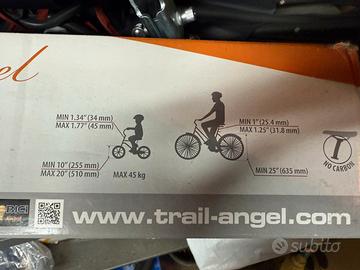 el
MIN 1.34" (34 mm)
MAX 1.77" (45 mm)
MIN 1" (25.4 mm)
MAX 1.25" (31.8 mm)
NO CARBON
MIN 10" (255 mm)
MAX 20" (510 mm)
MAX 45 kg
MIN 25" (635 mm)
www.trail-angel.com
subito